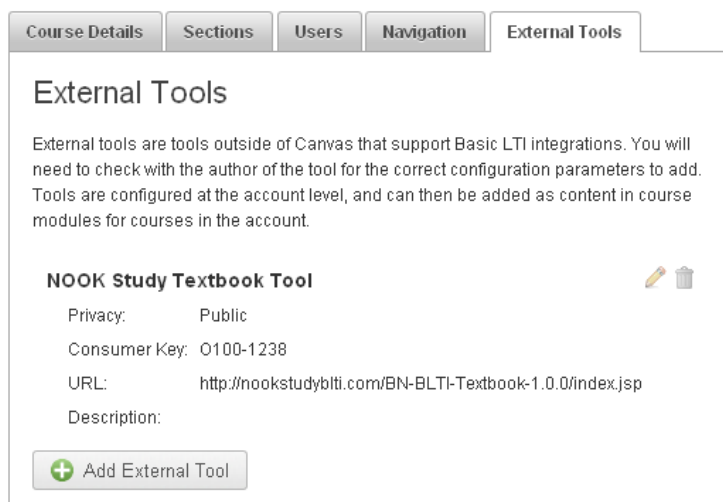 Course Details Sections Users Navigation External Tools
External Tools
External tools are tools outside of Canvas that support Basic LTI integrations. You will
need to check with the author of the tool for the correct configuration parameters to add.
Tools are configured at the account level, and can then be added as content in course
modules for courses in the account.
NOOK Study Textbook Tool
Privacy: Public
Consumer Key: O100-1238
URL: http://nookstudyblti.com/BN-BLTI-Textbook-1.0.0/index.jsp
Description:
Add External Tool